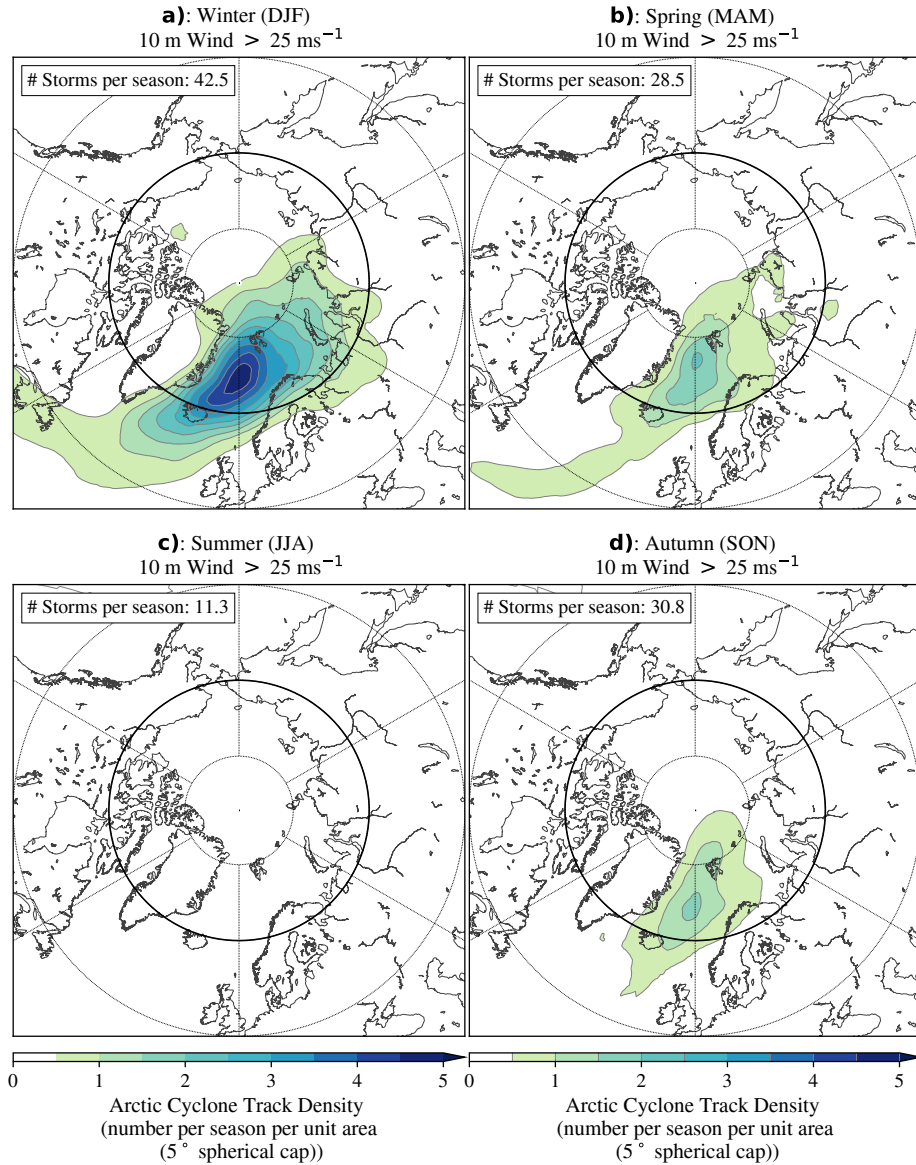 a): Winter (DJF)
10 m Wind > 25 ms⁻¹
# Storms per season: 42.5
b): Spring (MAM)
10 m Wind > 25 ms⁻¹
# Storms per season: 28.5
c): Summer (JJA)
10 m Wind > 25 ms⁻¹
# Storms per season: 11.3
d): Autumn (SON)
10 m Wind > 25 ms⁻¹
# Storms per season: 30.8
0 1 2 3 4 5
Arctic Cyclone Track Density
(number per season per unit area
(5° spherical cap))
0 1 2 3 4 5
Arctic Cyclone Track Density
(number per season per unit area
(5° spherical cap))